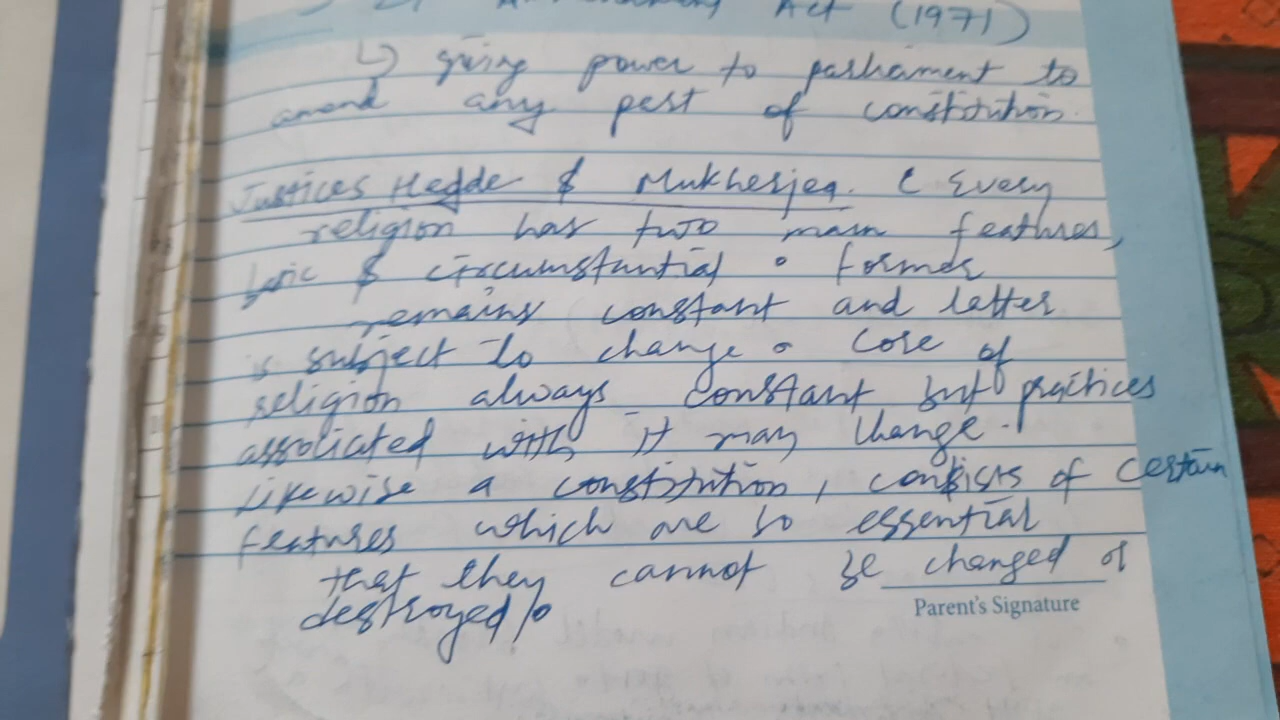 Act (1971)
↳ giving power to parliament to
amend any part of constitution.
Justices Hegde & Mukherjea. ( Every
religion has two main features,
basic & circumstantial. former
remains constant and latter
is subject to change. Core of
religion always constant but practices
associated with it may change.
Likewise a constitution, consists of certain
features which are so essential
that they cannot be changed or
destroyed
Parent's Signature